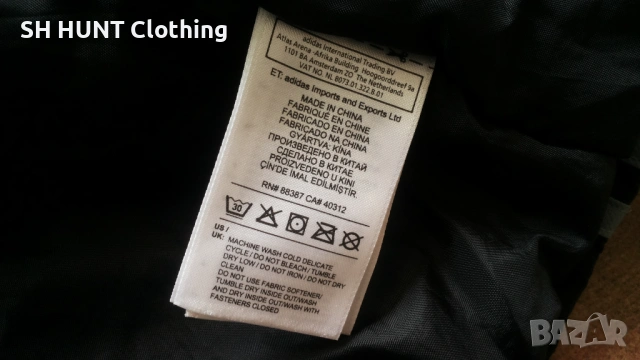 SH HUNT Clothing
adidas International Trading BV
Atlas Arena -Afrika Building Hoogoorddreef 9a
1101 BA Amsterdam ZO The Netherlands
VAT NO. NL 8073.01.322.B.01
ET: adidas Imports and Exports Ltd
MADE IN CHINA
FABRIQUÉ EN CHINE
FABRICADO EN CHINA
FABRICADO NA CHINA
GYÁRTVA: KÍNA
ПРОИЗВЕДЕНО В КИТАЙ
СДЕЛАНО В КИТАЕ
PROIZVEDENO U KINI
ÇİN'DE İMAL EDİLMİŞTİR.
RN# 88387 CA# 40312
30
US /
UK: MACHINE WASH COLD DELICATE
CYCLE / DO NOT BLEACH / TUMBLE
DRY LOW / DO NOT IRON / DO NOT DRY
CLEAN
DO NOT USE FABRIC SOFTENER/
TUMBLE DRY INSIDE OUT/WASH
AND DRY INSIDE OUT/WASH WITH
FASTENERS CLOSED
BAZAR